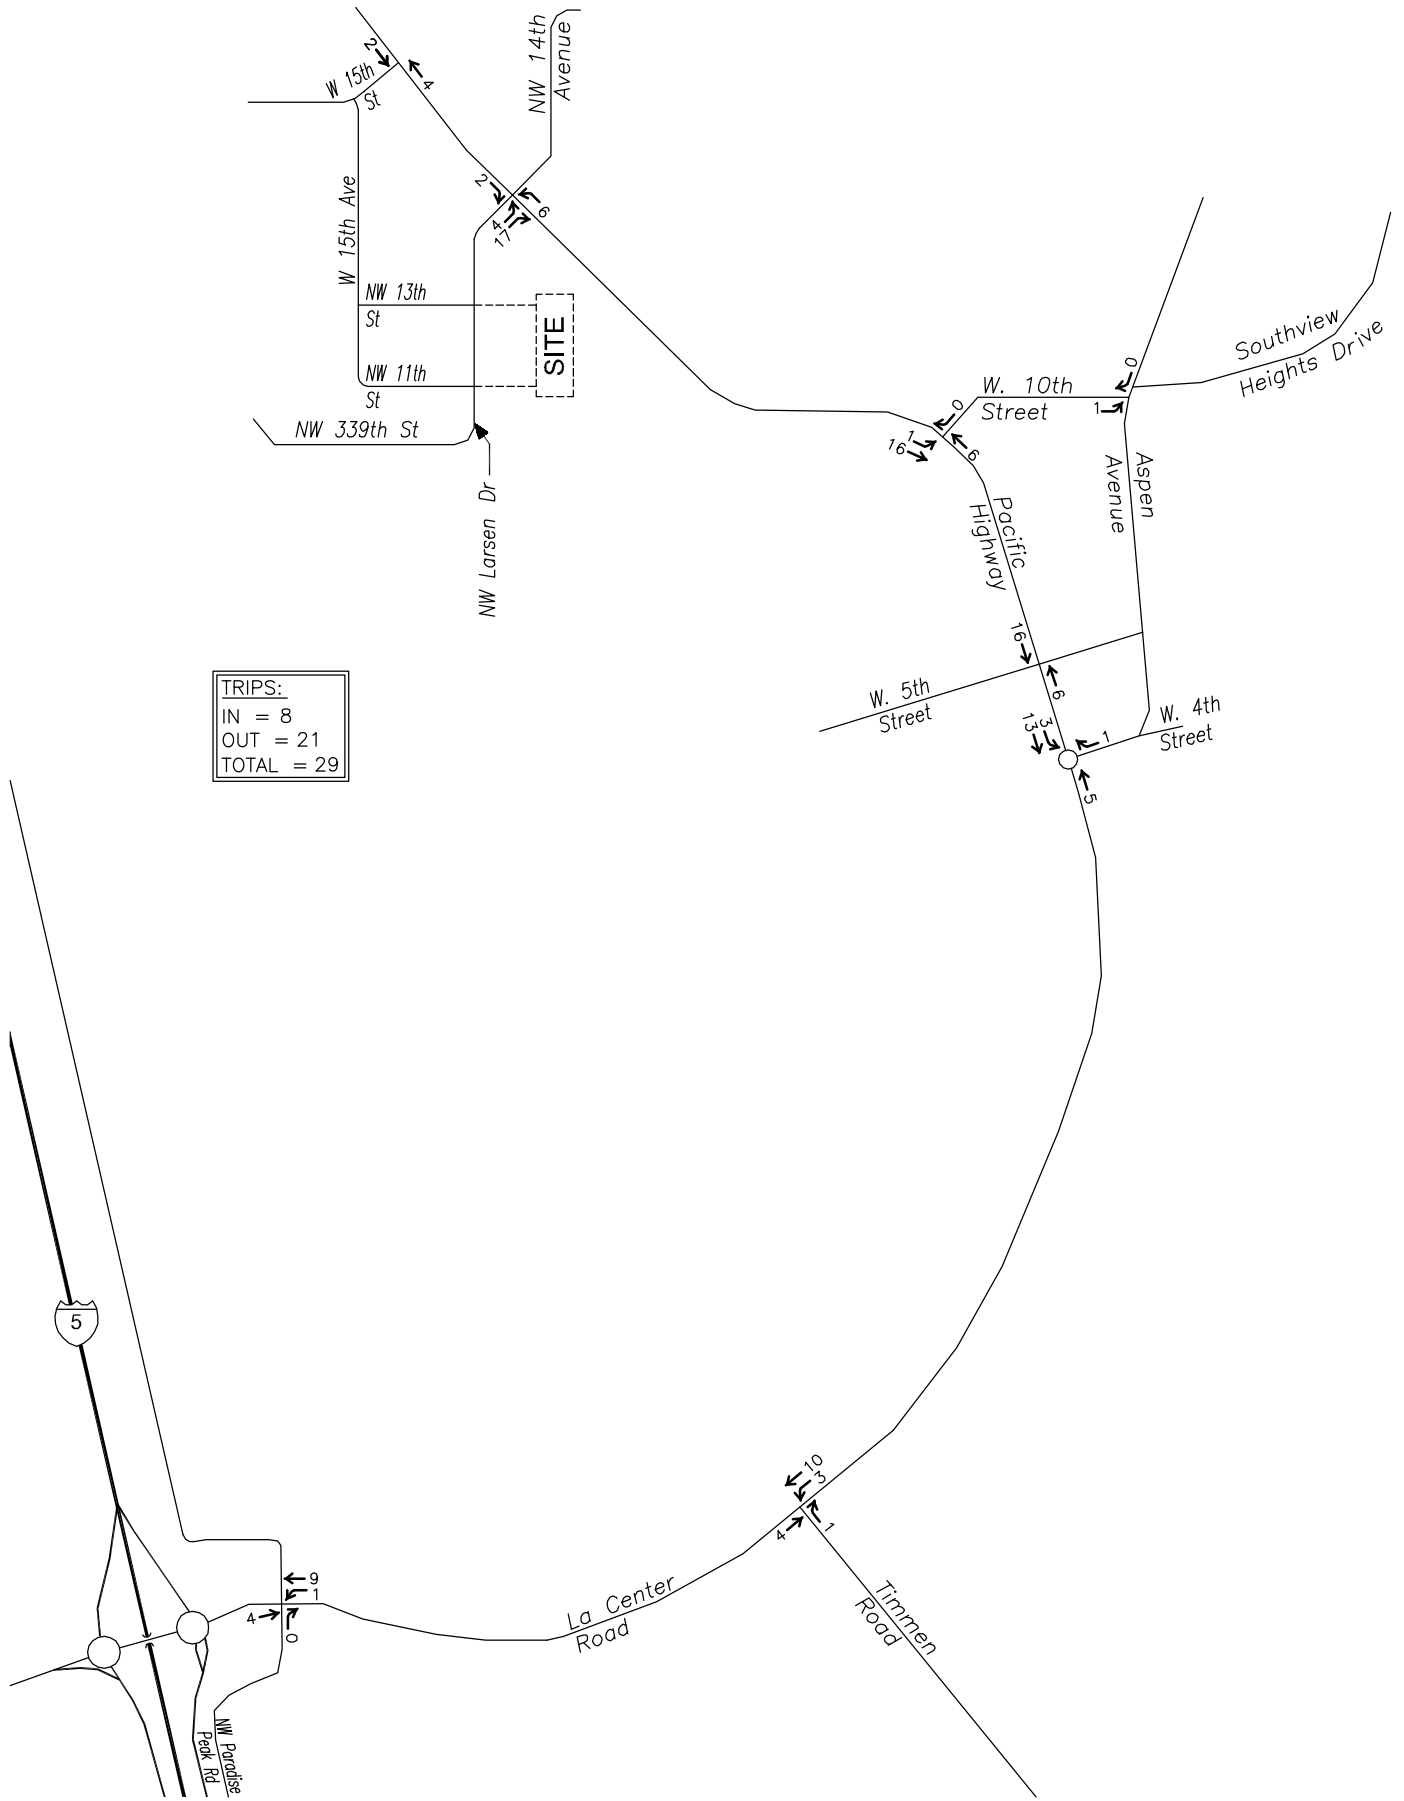 NW 14th
Avenue
2
4
W 15th
St
W 15th Ave
2
6
4
17
NW 13th
St
SITE
NW 11th
St
NW 339th St
NW Larsen Dr
Southview
Heights Drive
0
W. 10th
Street
1
0
1
16
6
Aspen
Avenue
Pacific
Highway
16
6
W. 5th
Street
13
3
1
W. 4th
Street
5
TRIPS:
IN = 8
OUT = 21
TOTAL = 29
5
10
3
4
1
Timmen
Road
La Center
Road
9
1
4
0
NW Paradise
Peak Rd